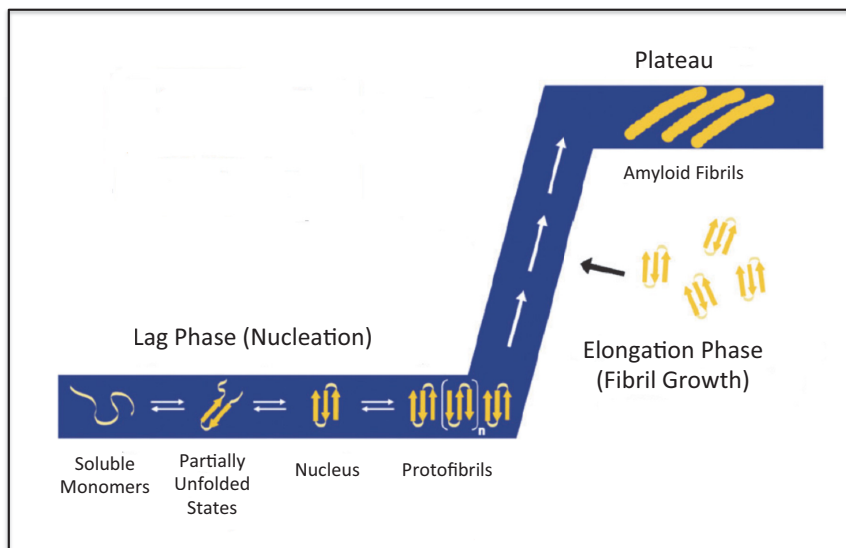 Plateau
Amyloid Fibrils
Lag Phase (Nucleation)
Elongation Phase
(Fibril Growth)
n
Soluble
Monomers
Partially
Unfolded
States
Nucleus
Protofibrils